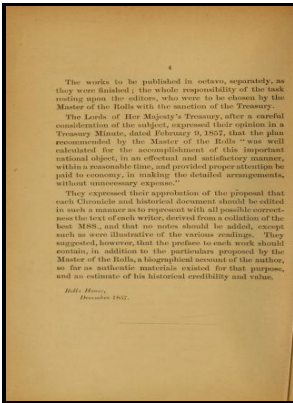 4
The works to be published in octavo, separately, as
they were finished; the whole responsibility of the task
resting upon the editors, who were to be chosen by the
Master of the Rolls with the sanction of the Treasury.
The Lords of Her Majesty's Treasury, after a careful
consideration of the subject, expressed their opinion in a
Treasury Minute, dated February 9, 1857, that the plan
recommended by the Master of the Rolls "was well
calculated for the accomplishment of this important
national object, in an effectual and satisfactory manner,
within a reasonable time, and provided proper attention be
paid to economy, in making the detailed arrangements,
without unnecessary expense."
They expressed their approbation of the proposal that
each Chronicle and historical document should be edited
in such a manner as to represent with all possible correct-
ness the text of each writer, derived from a collation of the
best MSS., and that no notes should be added, except
such as were illustrative of the various readings. They
suggested, however, that the preface to each work should
contain, in addition to the particulars proposed by the
Master of the Rolls, a biographical account of the author,
so far as authentic materials existed for that purpose,
and an estimate of his historical credibility and value.
Rolls House,
December 1857.